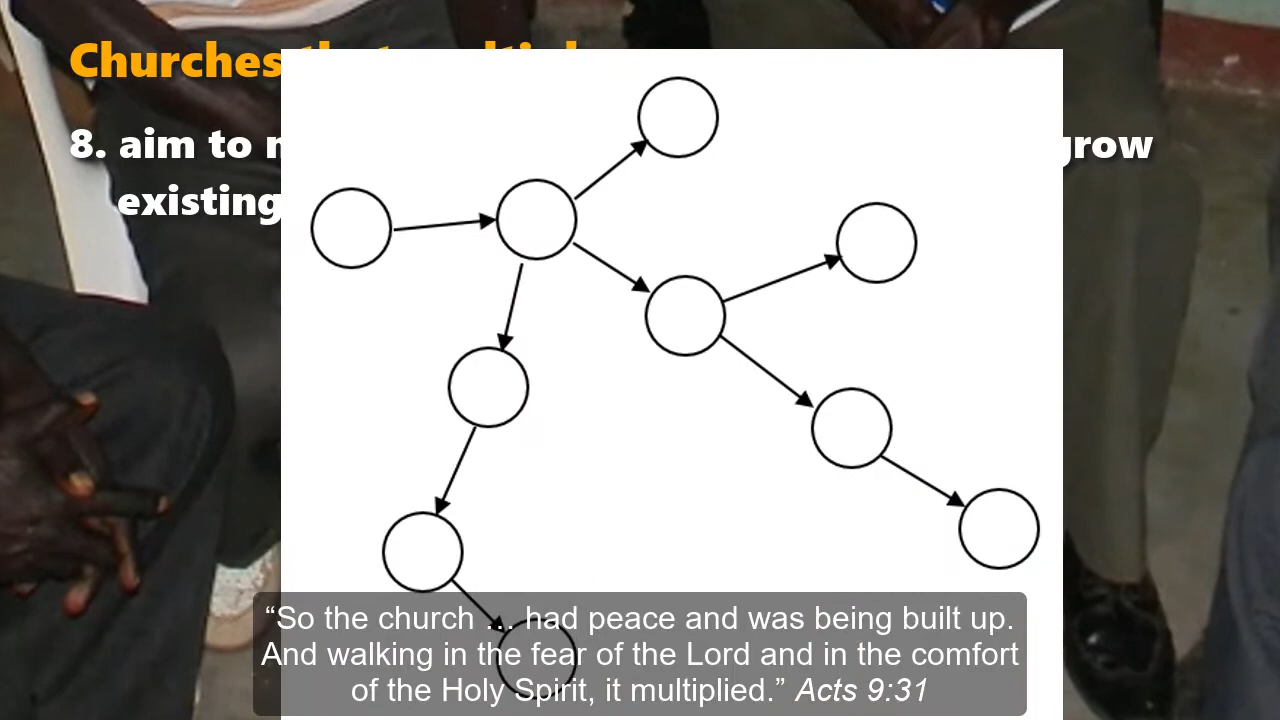 Churches
8. aim to grow
existing
“So the church … had peace and was being built up.
And walking in the fear of the Lord and in the comfort
of the Holy Spirit, it multiplied.” Acts 9:31